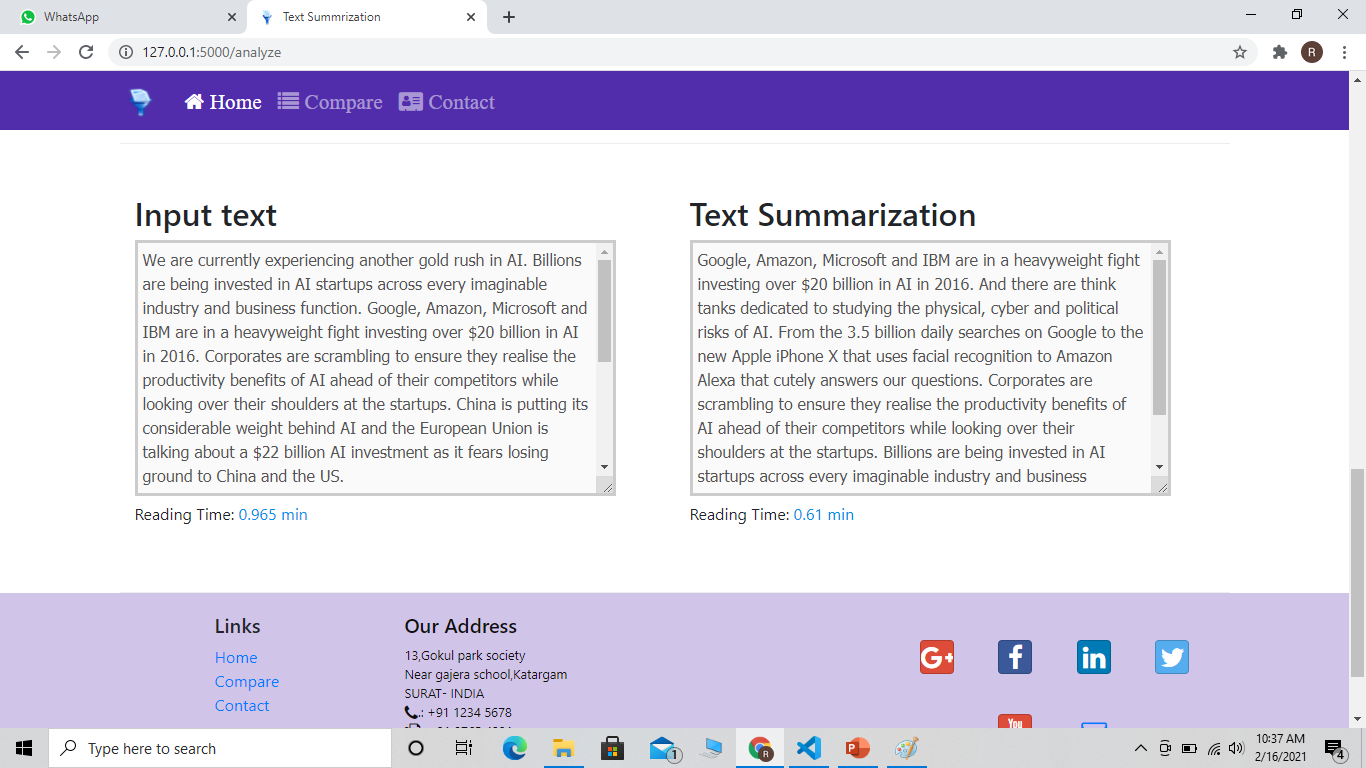 WhatsApp
Text Summrization
127.0.0.1:5000/analyze
R
Home
Compare
Contact
Input text
We are currently experiencing another gold rush in AI. Billions
are being invested in AI startups across every imaginable
industry and business function. Google, Amazon, Microsoft and
IBM are in a heavyweight fight investing over $20 billion in AI
in 2016. Corporates are scrambling to ensure they realise the
productivity benefits of AI ahead of their competitors while
looking over their shoulders at the startups. China is putting its
considerable weight behind AI and the European Union is
talking about a $22 billion AI investment as it fears losing
ground to China and the US.
Reading Time: 0.965 min
Text Summarization
Google, Amazon, Microsoft and IBM are in a heavyweight fight
investing over $20 billion in AI in 2016. And there are think
tanks dedicated to studying the physical, cyber and political
risks of AI. From the 3.5 billion daily searches on Google to the
new Apple iPhone X that uses facial recognition to Amazon
Alexa that cutely answers our questions. Corporates are
scrambling to ensure they realise the productivity benefits of
AI ahead of their competitors while looking over their
shoulders at the startups. Billions are being invested in AI
startups across every imaginable industry and business
Reading Time: 0.61 min
Links
Home
Compare
Contact
Our Address
13,Gokul park society
Near gajera school,Katargam
SURAT- INDIA
.: +91 1234 5678
G+
f
in
You
Type here to search
1
R
P
10:37 AM
2/16/2021
4